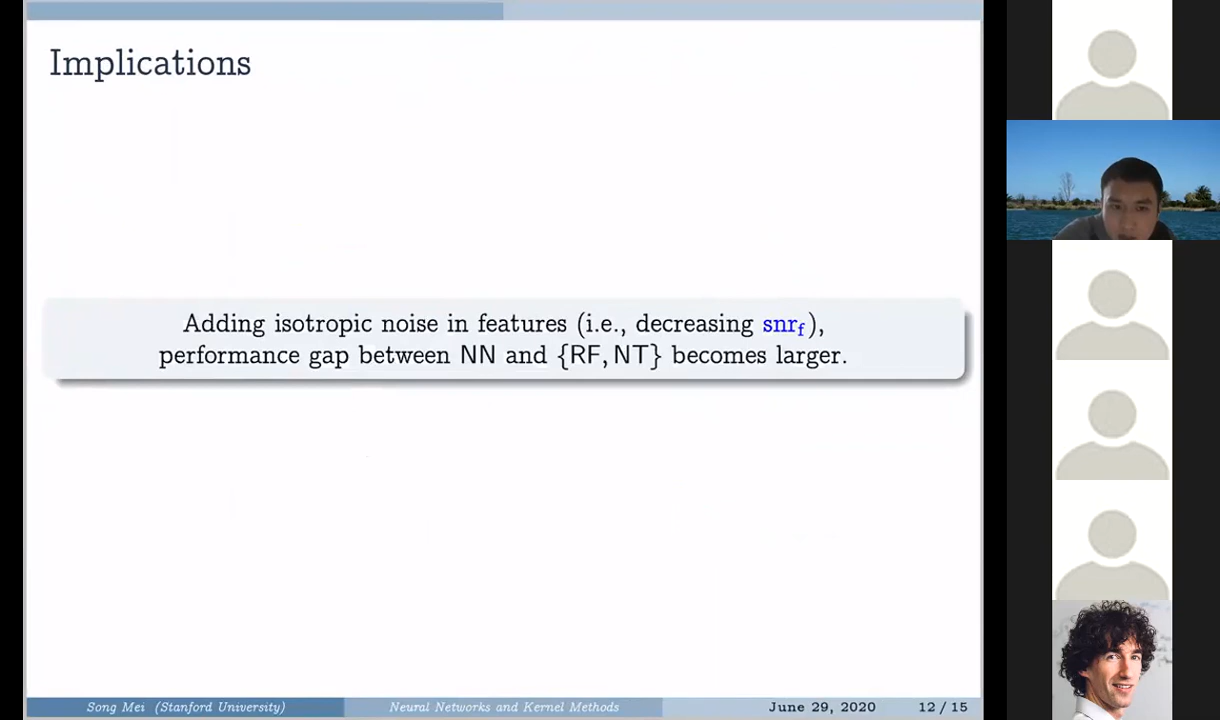 Implications
Adding isotropic noise in features (i.e., decreasing snr_f),
performance gap between NN and {RF, NT} becomes larger.
Song Mei (Stanford University) Neural Networks and Kernel Methods June 29, 2020 12 / 15